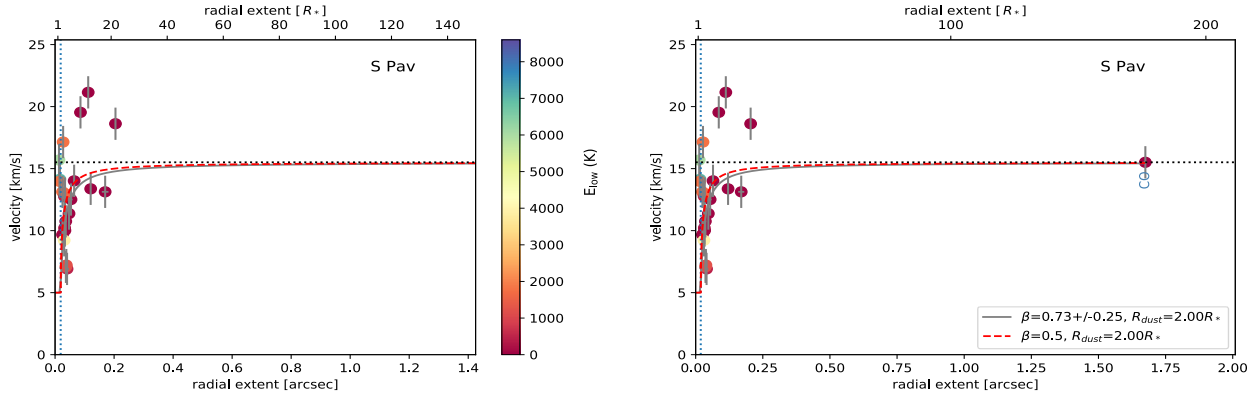 radial extent [R*]
1 20 40 60 80 100 120 140
25
20
15
10
5
0
velocity [km/s]
S Pav
0.0 0.2 0.4 0.6 0.8 1.0 1.2 1.4
radial extent [arcsec]
8000
7000
6000
5000
4000
3000
2000
1000
0
E_low (K)
radial extent [R*]
1 100 200
25
20
15
10
5
0
velocity [km/s]
S Pav
CO
β=0.73+/-0.25, R_dust=2.00R*
β=0.5, R_dust=2.00R*
0.00 0.25 0.50 0.75 1.00 1.25 1.50 1.75 2.00
radial extent [arcsec]